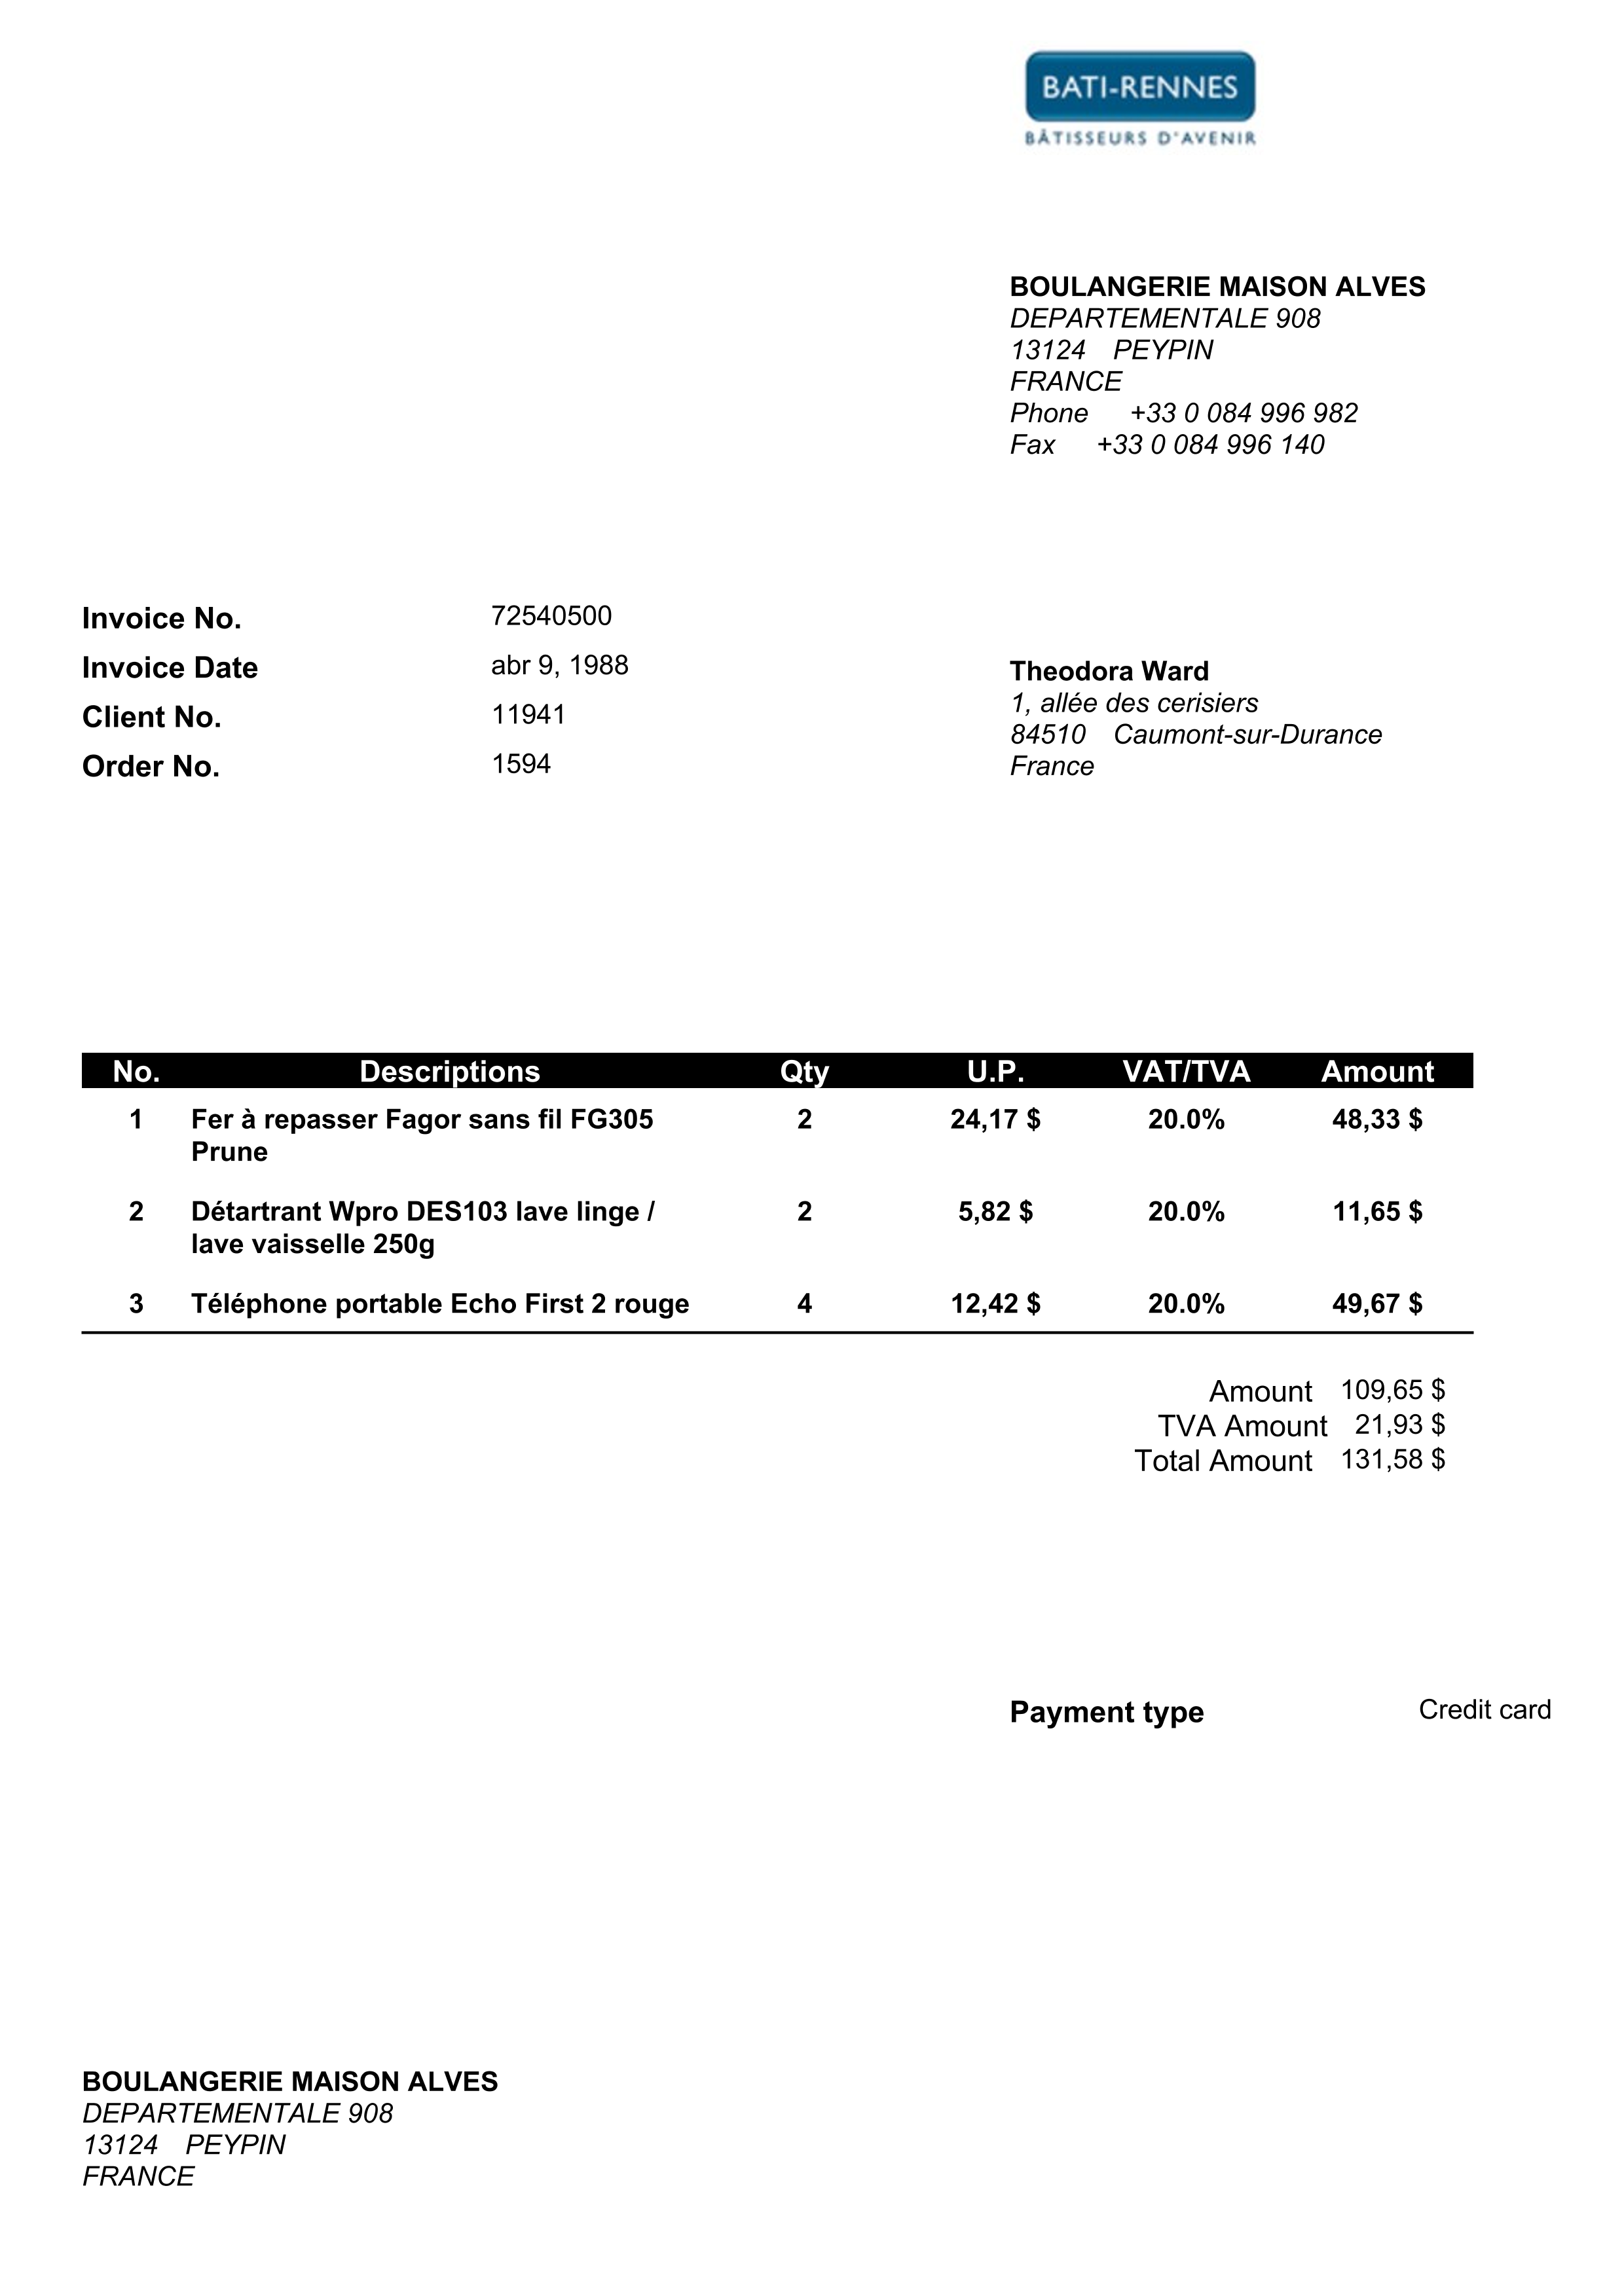 BATI-RENNES
BÂTISSEURS D'AVENIR
BOULANGERIE MAISON ALVES
DEPARTEMENTALE 908
13124 PEYPIN
FRANCE
Phone +33 0 084 996 982
Fax +33 0 084 996 140
Invoice No. 72540500
Invoice Date abr 9, 1988
Client No. 11941
Order No. 1594
Theodora Ward
1, allée des cerisiers
84510 Caumont-sur-Durance
France
No. Descriptions Qty U.P. VAT/TVA Amount
1 Fer à repasser Fagor sans fil FG305 2 24,17 $ 20.0% 48,33 $
Prune
2 Détartrant Wpro DES103 lave linge / 2 5,82 $ 20.0% 11,65 $
lave vaisselle 250g
3 Téléphone portable Echo First 2 rouge 4 12,42 $ 20.0% 49,67 $
Amount 109,65 $
TVA Amount 21,93 $
Total Amount 131,58 $
Payment type Credit card
BOULANGERIE MAISON ALVES
DEPARTEMENTALE 908
13124 PEYPIN
FRANCE